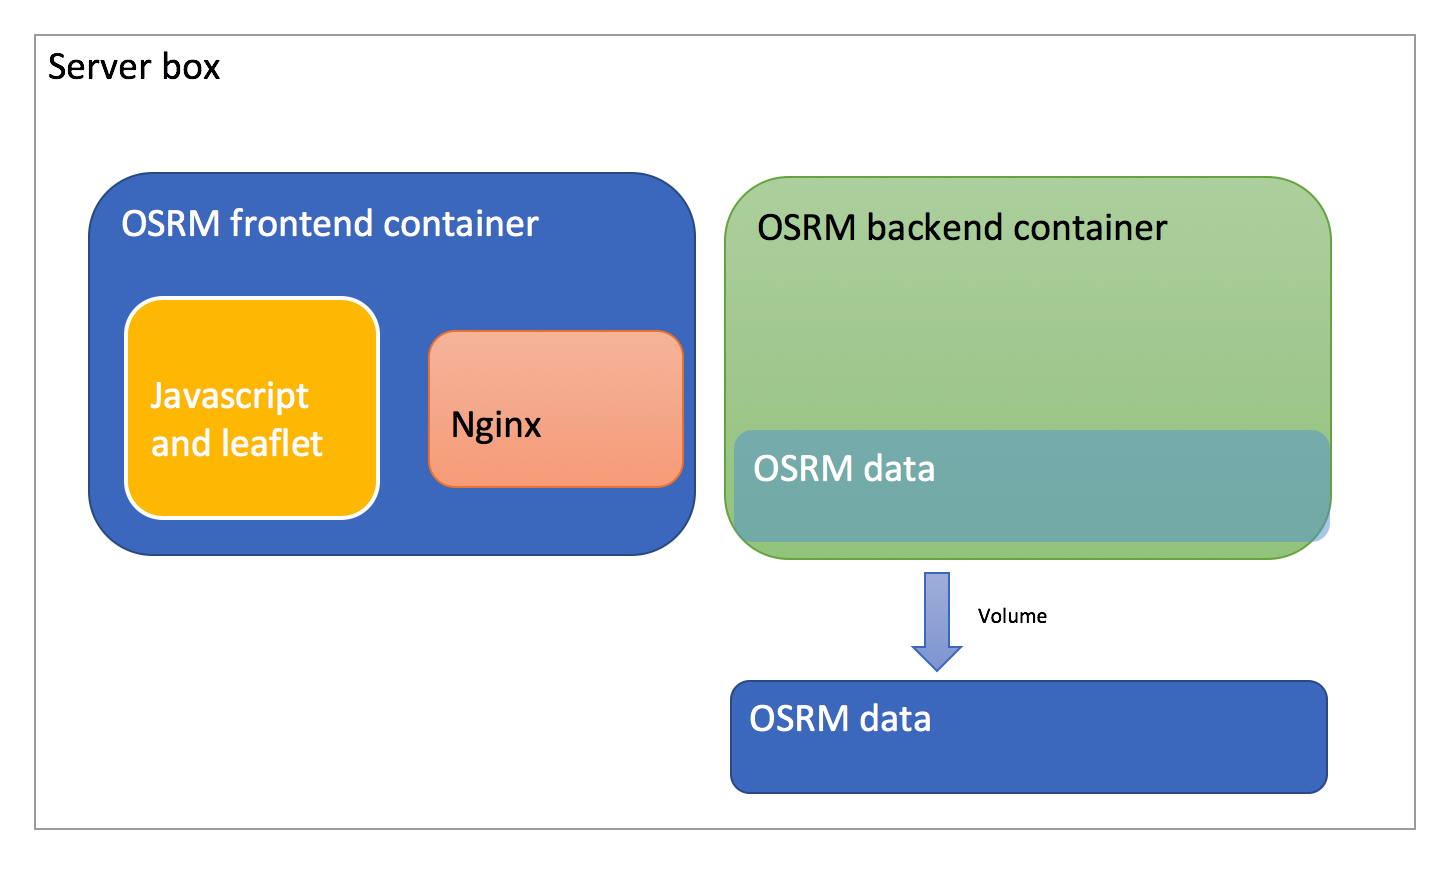 Server box
OSRM frontend container
Javascript
and leaflet
Nginx
OSRM backend container
OSRM data
Volume
OSRM data